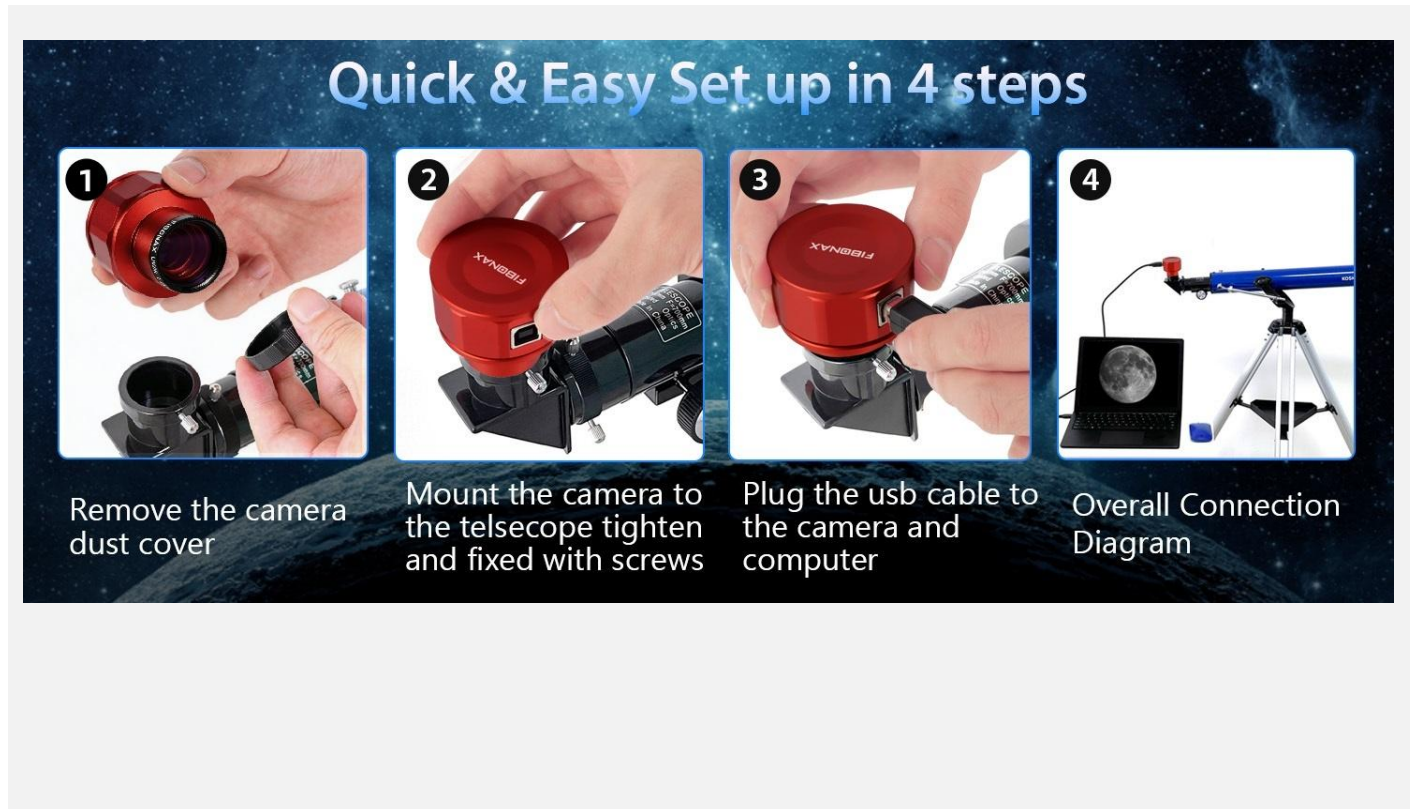 Quick & Easy Set up in 4 steps
1
FIBONAX
2
FIBONAX
3
FIBONAX
4
Remove the camera
dust cover
Mount the camera to
the telsecope tighten
and fixed with screws
Plug the usb cable to
the camera and
computer
Overall Connection
Diagram